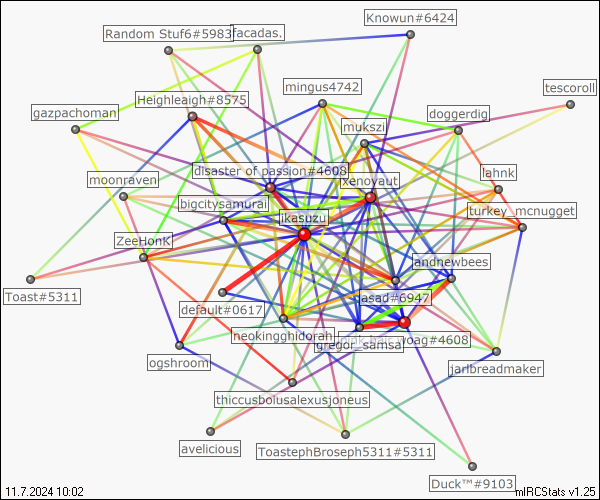 Knowun#6424
Random Stuf6#5983
facadas.
mingus4742
tescoroll
Heighleaigh#8575
gazpachoman
doggerdig
mukszi
disaster of passion#4608
lahnk
moonraven
xenoyaut
bigcitysamurai
turkey_mcnugget
ikasuzu
ZeeHonK
andnewbees
Toast#5311
pasad#6947
default#0617
neokingghidorah
yoag#4608
gregor_samsa
ogshroom
jarlbreadmaker
thiccusbolusalexusjoneus
avelicious
ToastephBroseph5311#5311
Duck™#9103
11.7.2024 10:02
mIRCStats v1.25